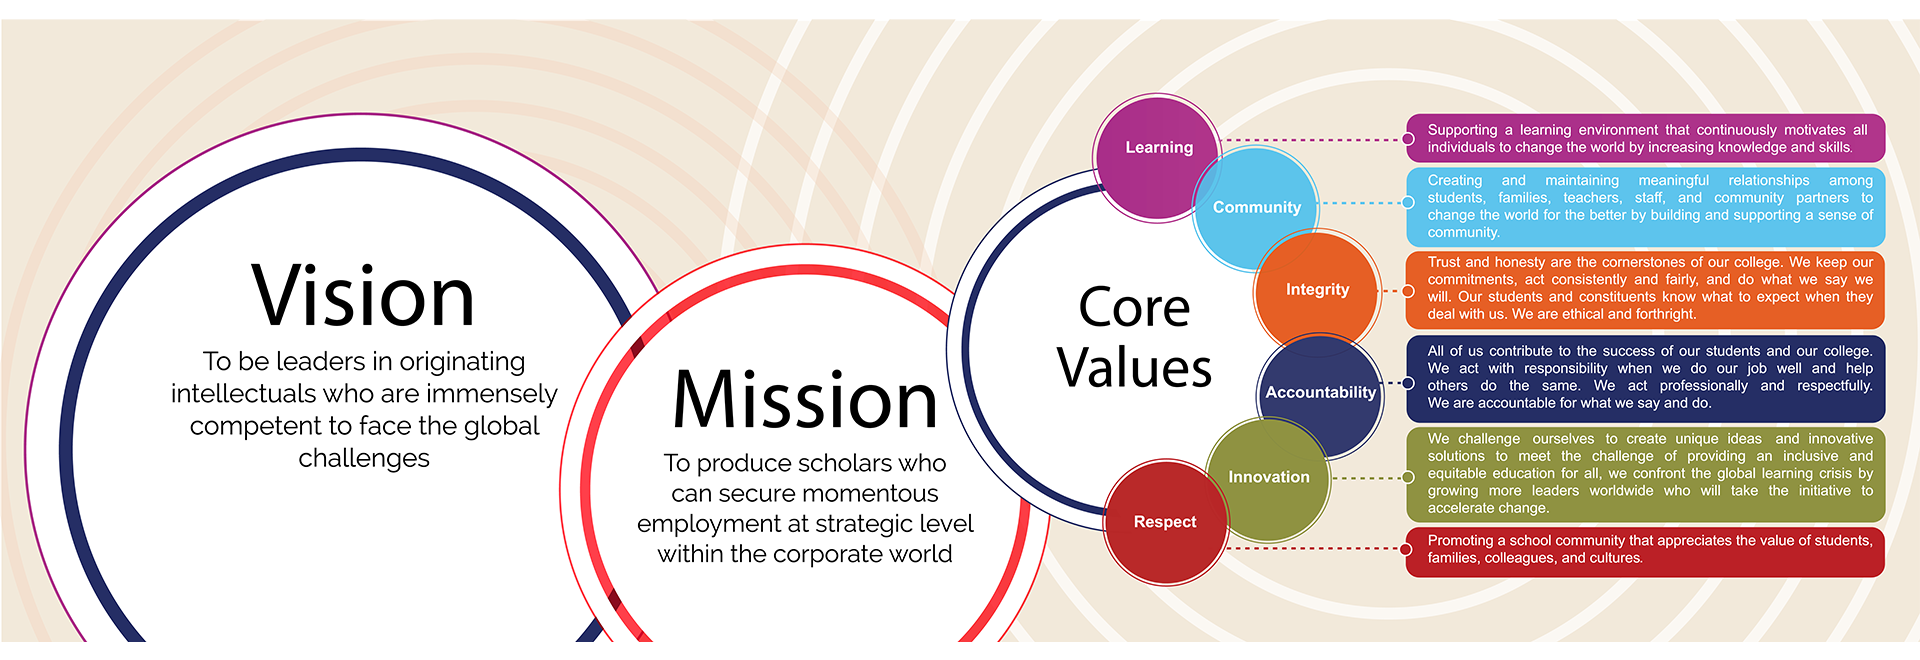 Vision
To be leaders in originating
intellectuals who are immensely
competent to face the global
challenges
Mission
To produce scholars who
can secure momentous
employment at strategic level
within the corporate world
Core
Values
Learning
Supporting a learning environment that continuously motivates all
individuals to change the world by increasing knowledge and skills.
Community
Creating and maintaining meaningful relationships among
students, families, teachers, staff, and community partners to
change the world for the better by building and supporting a sense of
community.
Integrity
Trust and honesty are the cornerstones of our college. We keep our
commitments, act consistently and fairly, and do what we say we
will. Our students and constituents know what to expect when they
deal with us. We are ethical and forthright.
Accountability
All of us contribute to the success of our students and our college.
We act with responsibility when we do our job well and help
others do the same. We act professionally and respectfully.
We are accountable for what we say and do.
Innovation
We challenge ourselves to create unique ideas and innovative
solutions to meet the challenge of providing an inclusive and
equitable education for all, we confront the global learning crisis by
growing more leaders worldwide who will take the initiative to
accelerate change.
Respect
Promoting a school community that appreciates the value of students,
families, colleagues, and cultures.